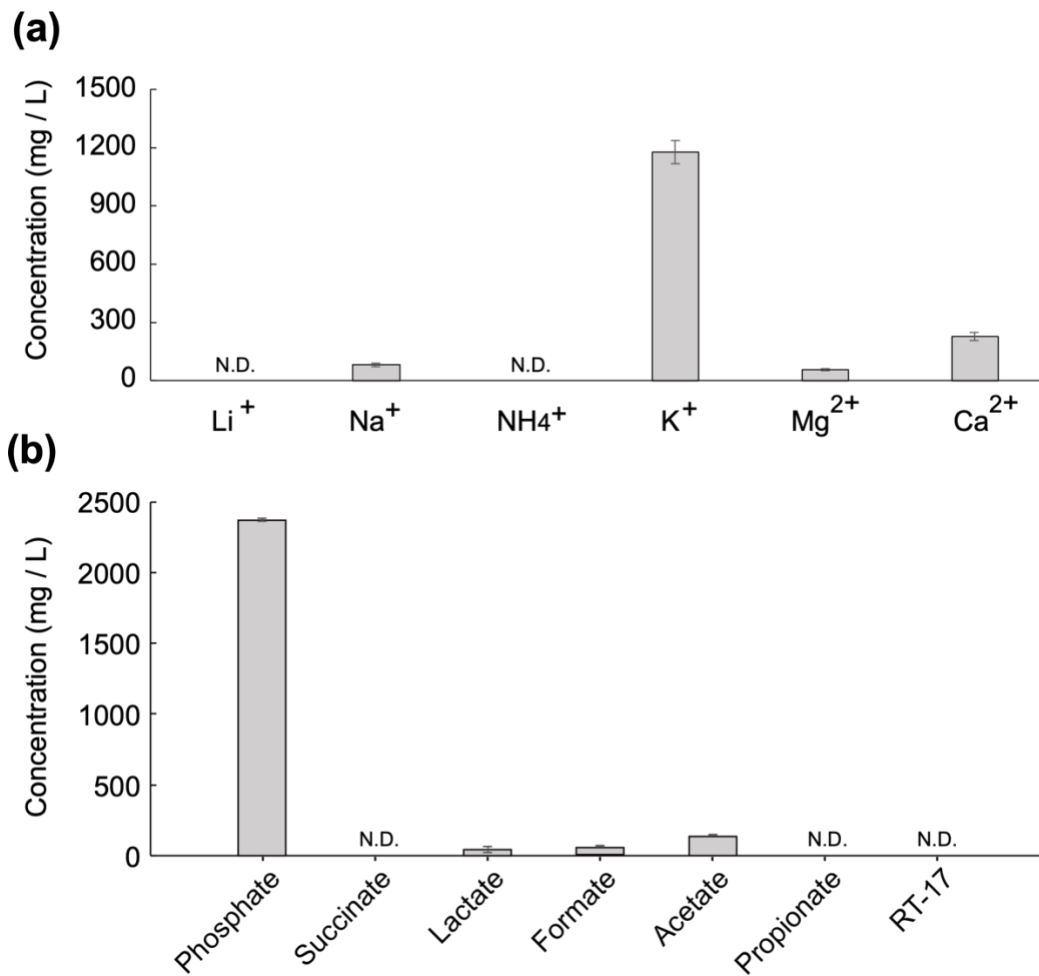 (a)
Concentration (mg / L)
1500
1200
900
600
300
0
N.D.
N.D.
Li⁺
Na⁺
NH4⁺
K⁺
Mg²⁺
Ca²⁺
(b)
Concentration (mg / L)
2500
2000
1500
1000
500
0
N.D.
N.D.
N.D.
Phosphate
Succinate
Lactate
Formate
Acetate
Propionate
RT-17